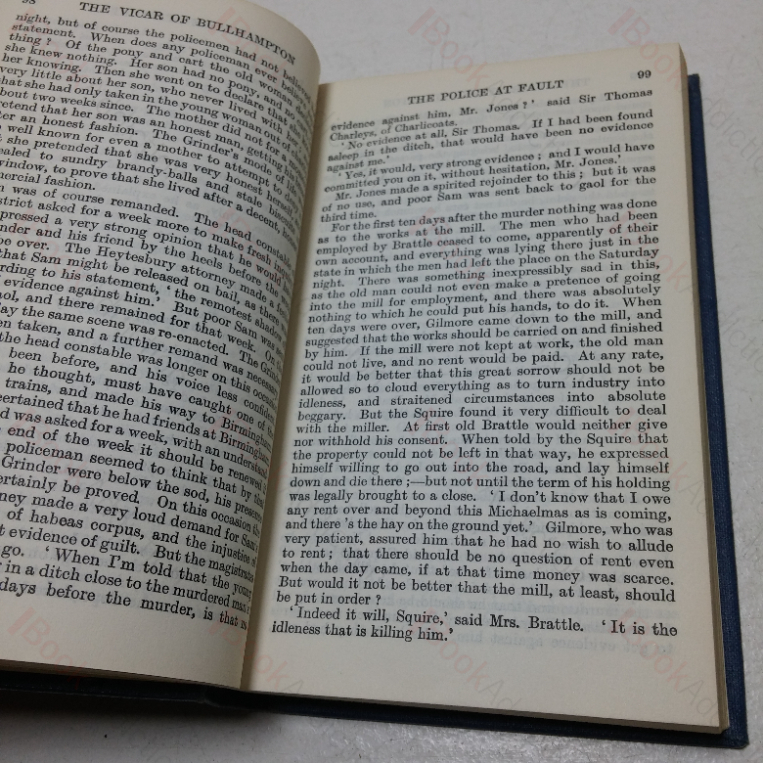 98
THE VICAR OF BULLHAMPTON
night, but of course the policemen had not
statement. When does any policeman ever
thing? Of the pony and cart the old woman
she knew nothing. Her son had no pony, and no
her knowing. Then she went on to declare that she
very little about her son, who never lived with her
that she had only taken in the young woman out of
about two weeks since. The mother did not for a
pretend that her son was an honest man, getting his
after an honest fashion. The Grinder's mode of life
well known for even a mother to attempt to
she pretended that she was very honest
to sundry brandy-balls and stale
window, to prove that she lived after a decent,
fashion.
was of course remanded. The head constable
asked for a week more to make fresh
a very strong opinion that he would
and his friend by the heels before the
be over. The Heytesbury attorney made a
that Sam might be released on bail, as there
to his statement, 'the remotest shadow
evidence against him.' But poor Sam was
and there remained for that week. On
the same scene was re-enacted. The
taken, and a further remand was necessary
the head constable was longer on this occasion
been before, and his voice less
he thought, must have caught one of the
trains, and made his way to Birmingham
that he had friends at Birmingham
was asked for a week, with an
end of the week it should be renewed
policeman seemed to think that by the
Grinder were below the sod, his presence
be proved. On this occasion the
made a very loud demand for Sam's
of habeas corpus, and the injustice of
evidence of guilt. But the magistrates
go. 'When I'm told that the young
in a ditch close to the murdered man's
days before the murder, is that
THE POLICE AT FAULT
99
evidence against him, Mr. Jones?' said Sir Thomas
Charleys, of Charlicoats.
'No evidence at all, Sir Thomas. If I had been found
asleep in the ditch, that would have been no evidence
against me.'
'Yes, it would, very strong evidence; and I would have
committed you on it, without hesitation, Mr. Jones.'
Mr. Jones made a spirited rejoinder to this; but it was
of no use, and poor Sam was sent back to gaol for the
third time.
For the first ten days after the murder nothing was done
as to the works at the mill. The men who had been
employed by Brattle ceased to come, apparently of their
own account, and everything was lying there just in the
state in which the men had left the place on the Saturday
night. There was something inexpressibly sad in this,
as the old man could not even make a pretence of going
into the mill for employment, and there was absolutely
nothing to which he could put his hands, to do it. When
ten days were over, Gilmore came down to the mill, and
suggested that the works should be carried on and finished
by him. If the mill were not kept at work, the old man
could not live, and no rent would be paid. At any rate,
it would be better that this great sorrow should not be
allowed so to cloud everything as to turn industry into
idleness, and straitened circumstances into absolute
beggary. But the Squire found it very difficult to deal
with the miller. At first old Brattle would neither give
nor withhold his consent. When told by the Squire that
the property could not be left in that way, he expressed
himself willing to go out into the road, and lay himself
down and die there;—but not until the term of his holding
was legally brought to a close. 'I don't know that I owe
any rent over and beyond this Michaelmas as is coming,
and there's the hay on the ground yet.' Gilmore, who was
very patient, assured him that he had no wish to allude
to rent; that there should be no question of rent even
when the day came, if at that time money was scarce.
But would it not be better that the mill, at least, should
be put in order?
'Indeed it will, Squire,' said Mrs. Brattle. 'It is the
idleness that is killing him.'